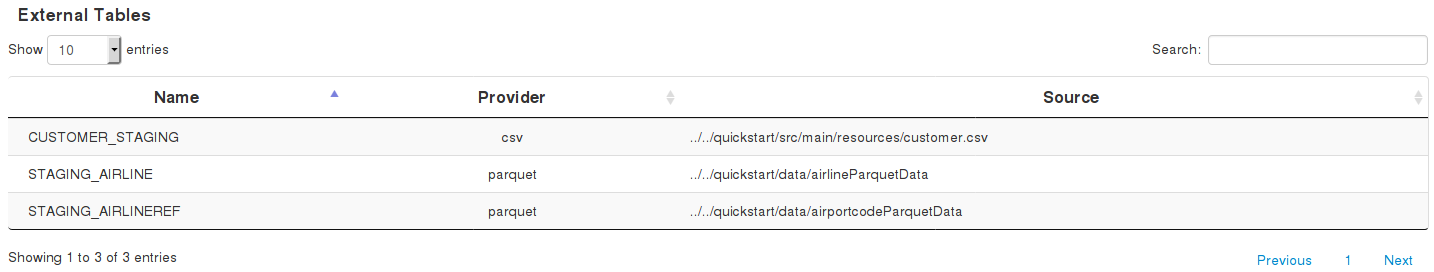 External Tables
Show 10 entries Search:
Name Provider Source
CUSTOMER_STAGING csv ../../quickstart/src/main/resources/customer.csv
STAGING_AIRLINE parquet ../../quickstart/data/airlineParquetData
STAGING_AIRLINEREF parquet ../../quickstart/data/airportcodeParquetData
Showing 1 to 3 of 3 entries Previous 1 Next